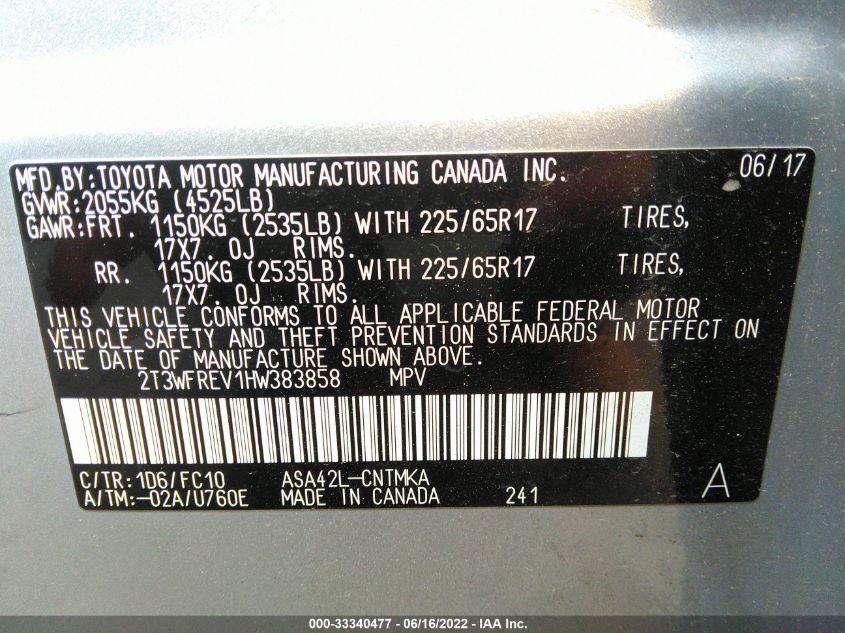 MFD.BY:TOYOTA MOTOR MANUFACTURING CANADA INC. 06/17
GVWR:2055KG (4525LB)
GAWR:FRT. 1150KG (2535LB) WITH 225/65R17 TIRES,
17X7.0J RIMS.
RR. 1150KG (2535LB) WITH 225/65R17 TIRES,
17X7.0J RIMS.
THIS VEHICLE CONFORMS TO ALL APPLICABLE FEDERAL MOTOR
VEHICLE SAFETY AND THEFT PREVENTION STANDARDS IN EFFECT ON
THE DATE OF MANUFACTURE SHOWN ABOVE.
2T3WFREV1HW383858 MPV
C/TR:1D6/FC10 ASA42L-CNTMKA A
A/TM:-02A/U760E MADE IN CANADA 241
000-33340477 - 06/16/2022 - IAA Inc.